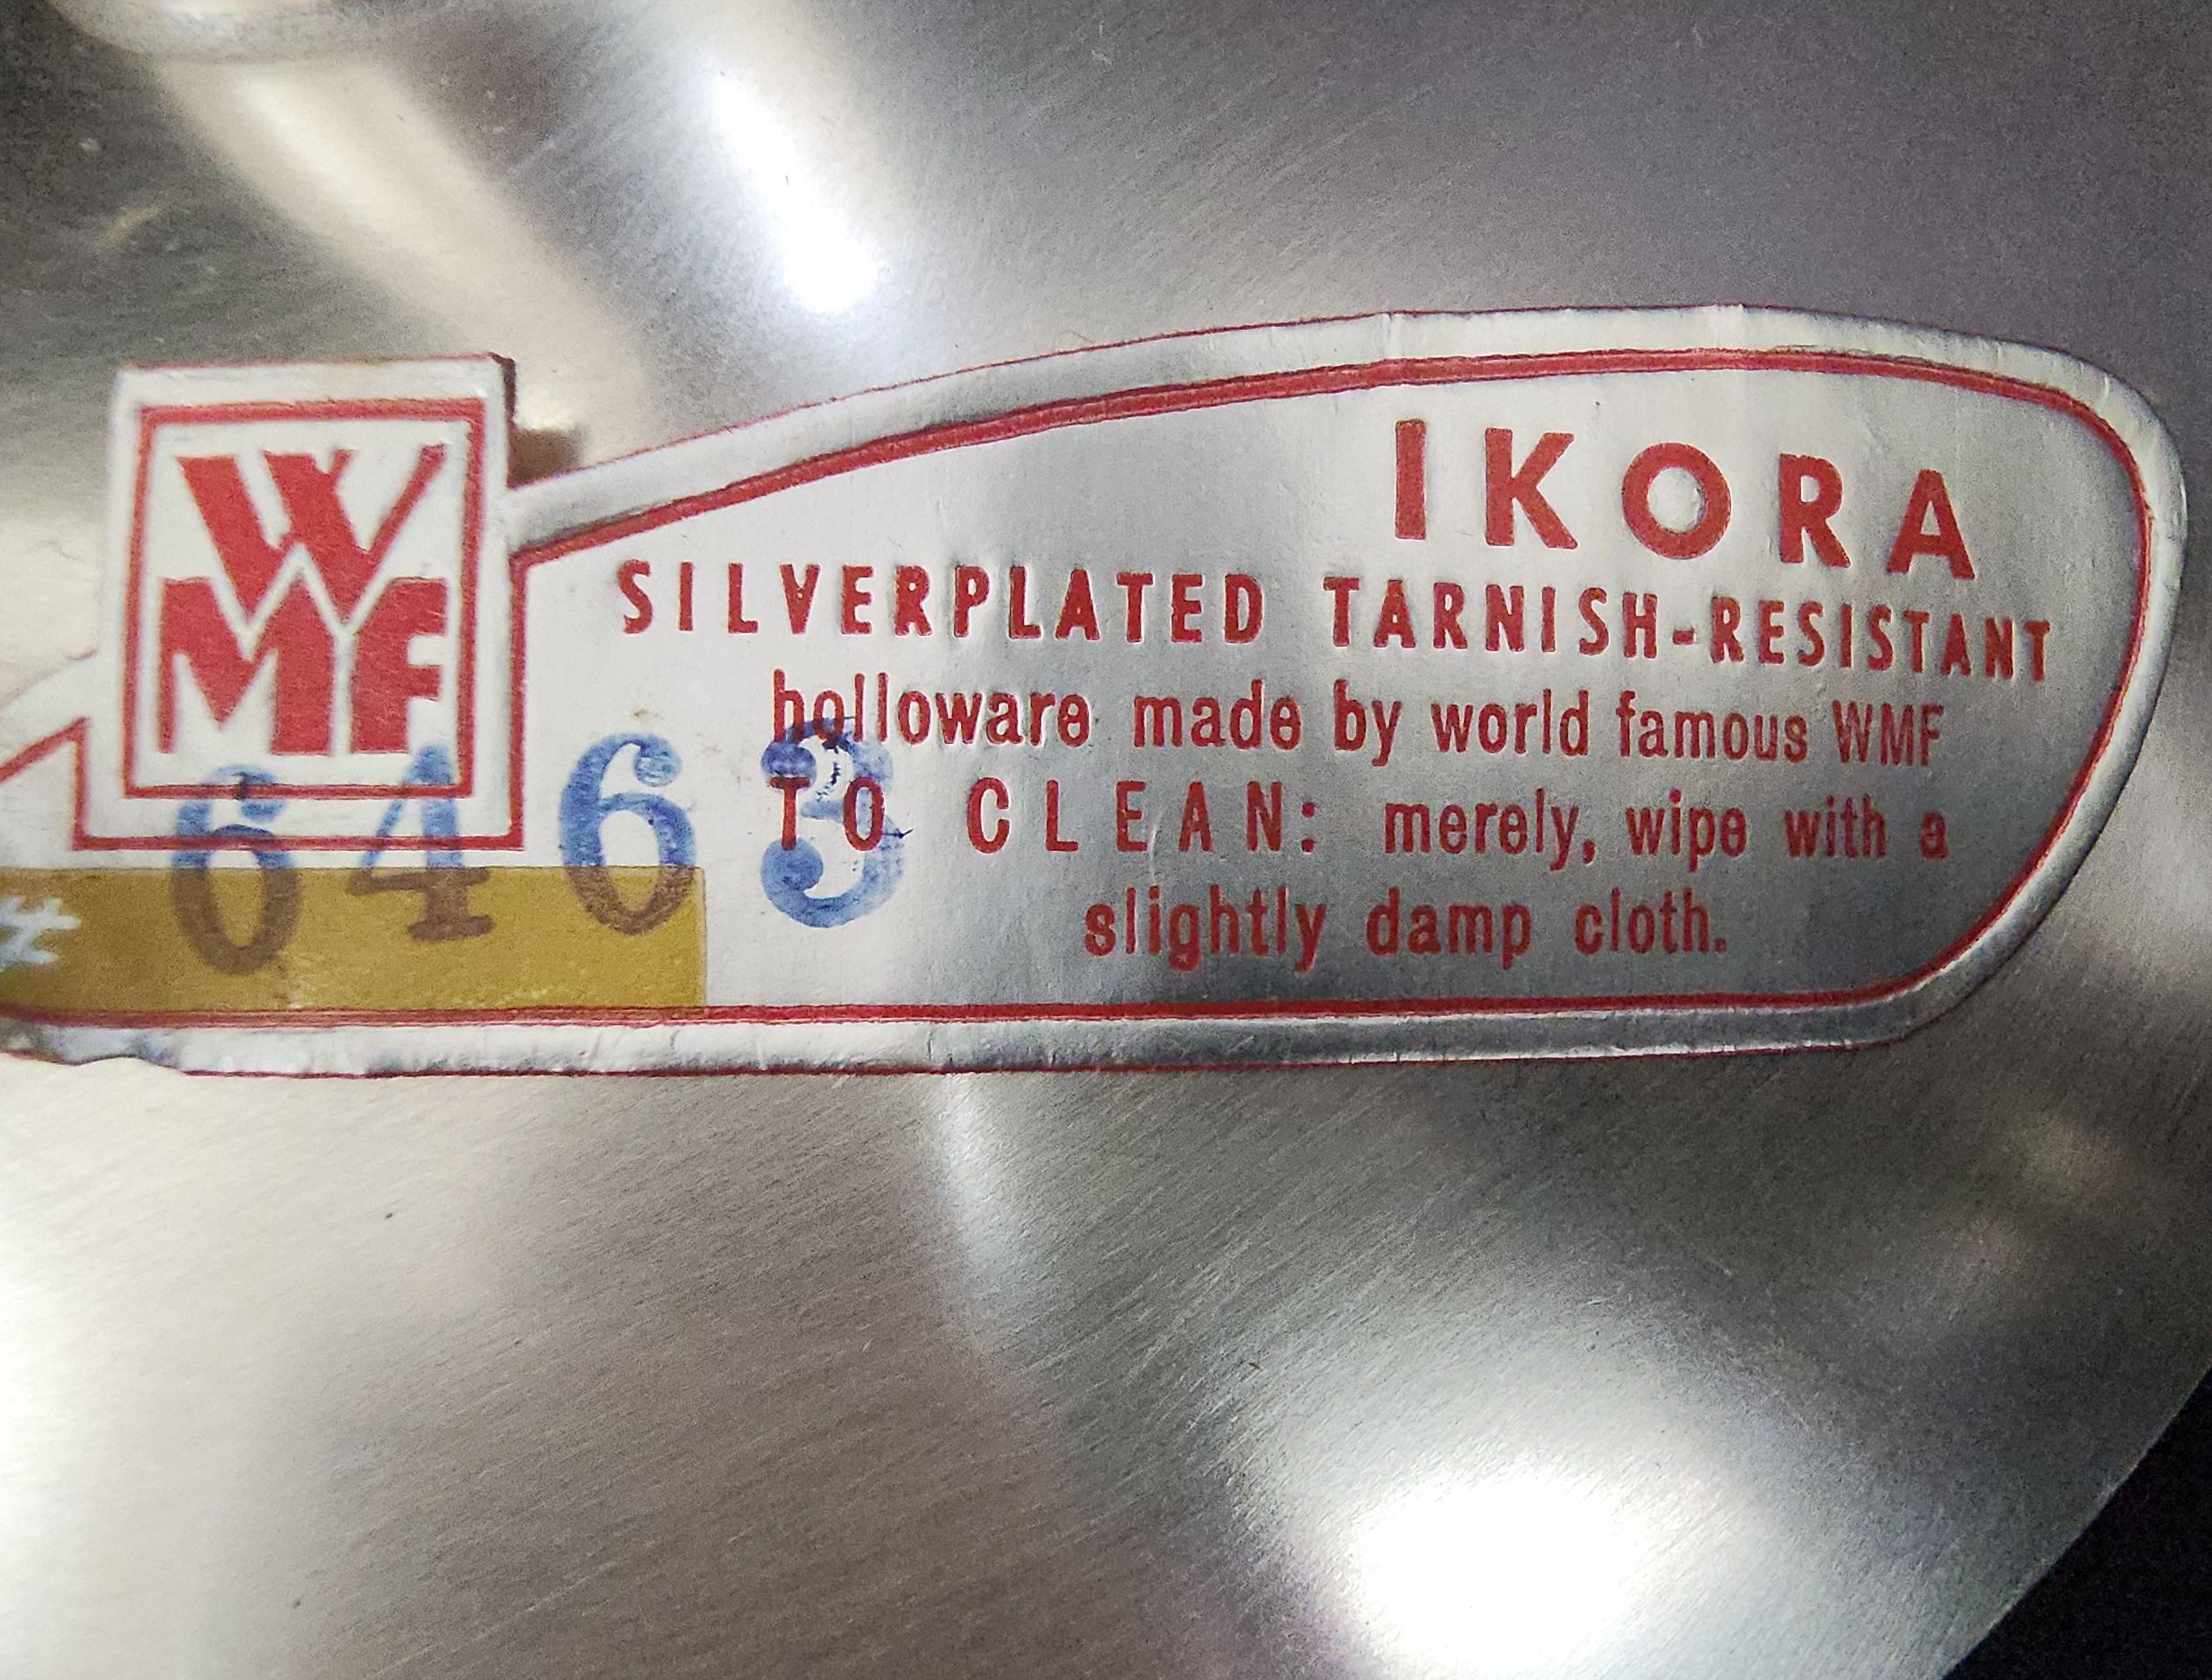 WMF
IKORA
SILVERPLATED TARNISH-RESISTANT
holloware made by world famous WMF
TO CLEAN: merely, wipe with a
slightly damp cloth.
6463
#